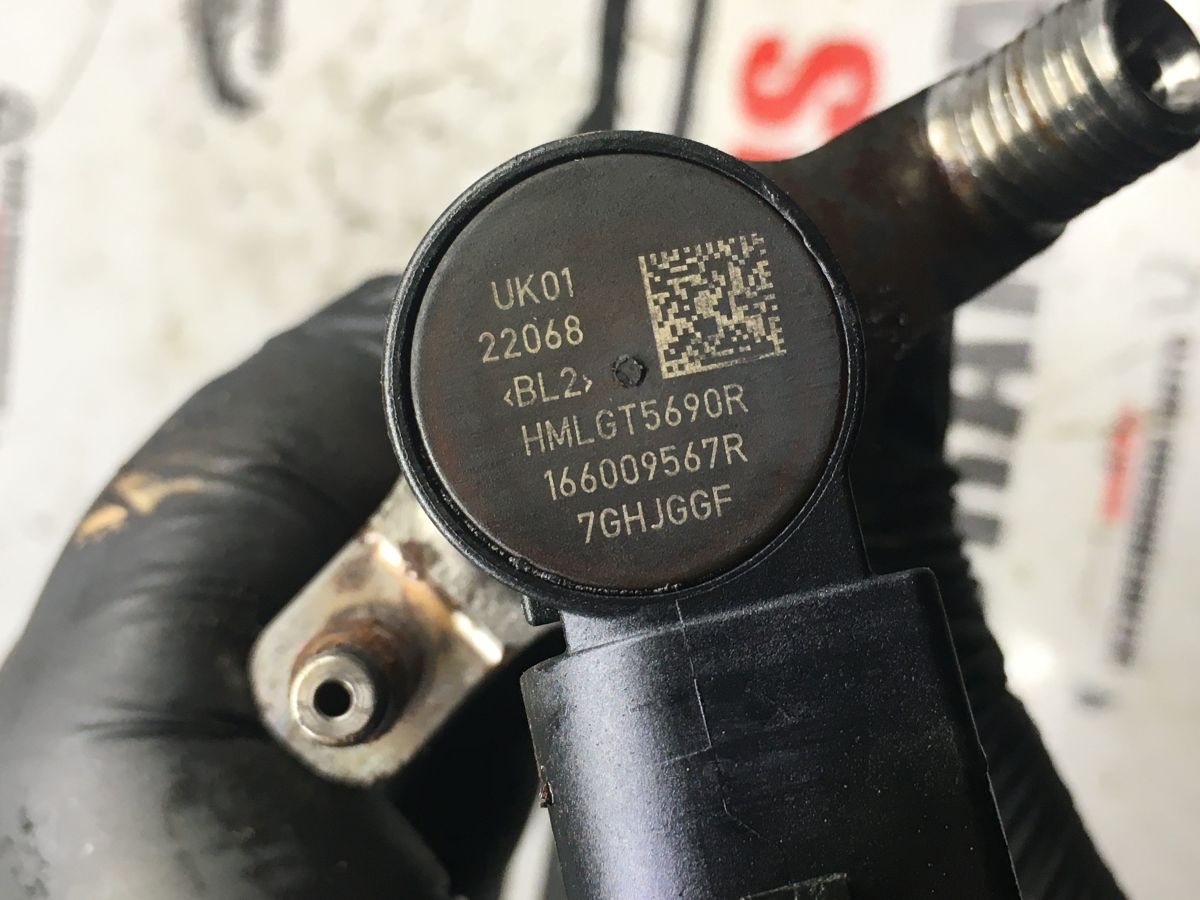 UK01
22068
<BL2>
HMLGT5690R
166009567R
7GHJGGF